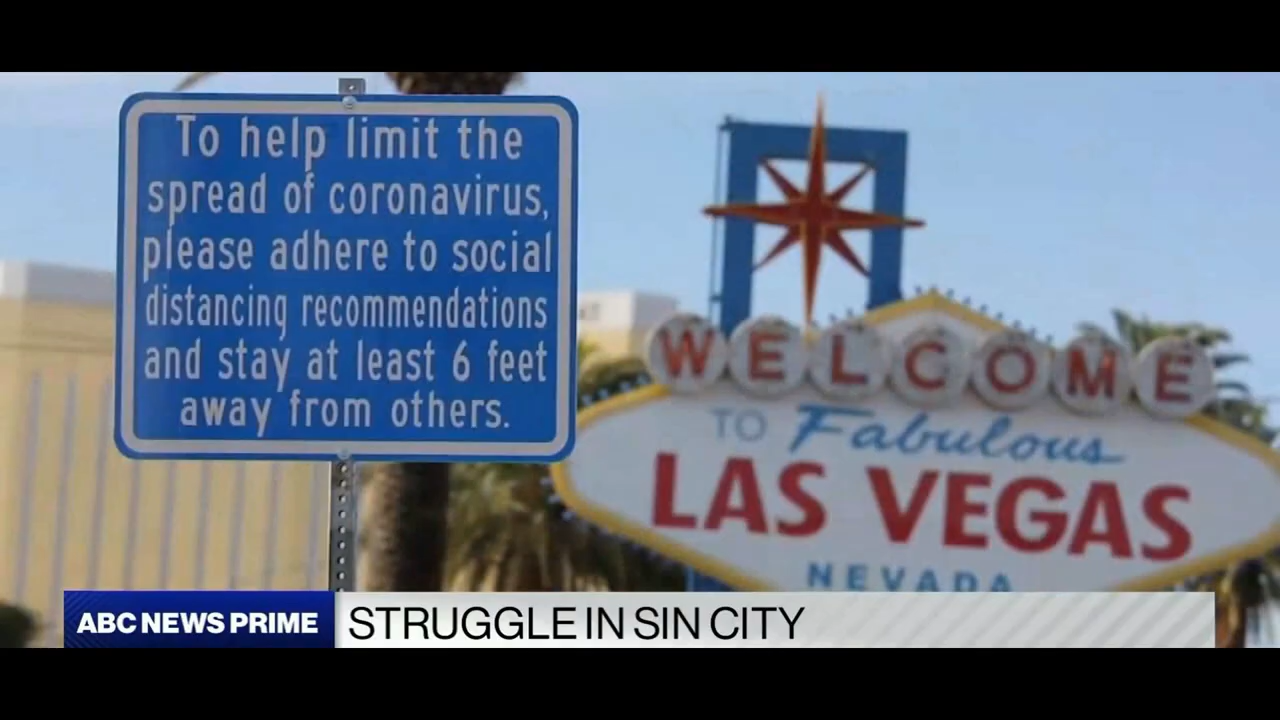 To help limit the
spread of coronavirus,
please adhere to social
distancing recommendations
and stay at least 6 feet
away from others.
WELCOME
TO Fabulous
LAS VEGAS
NEVADA
ABC NEWS PRIME
STRUGGLE IN SIN CITY